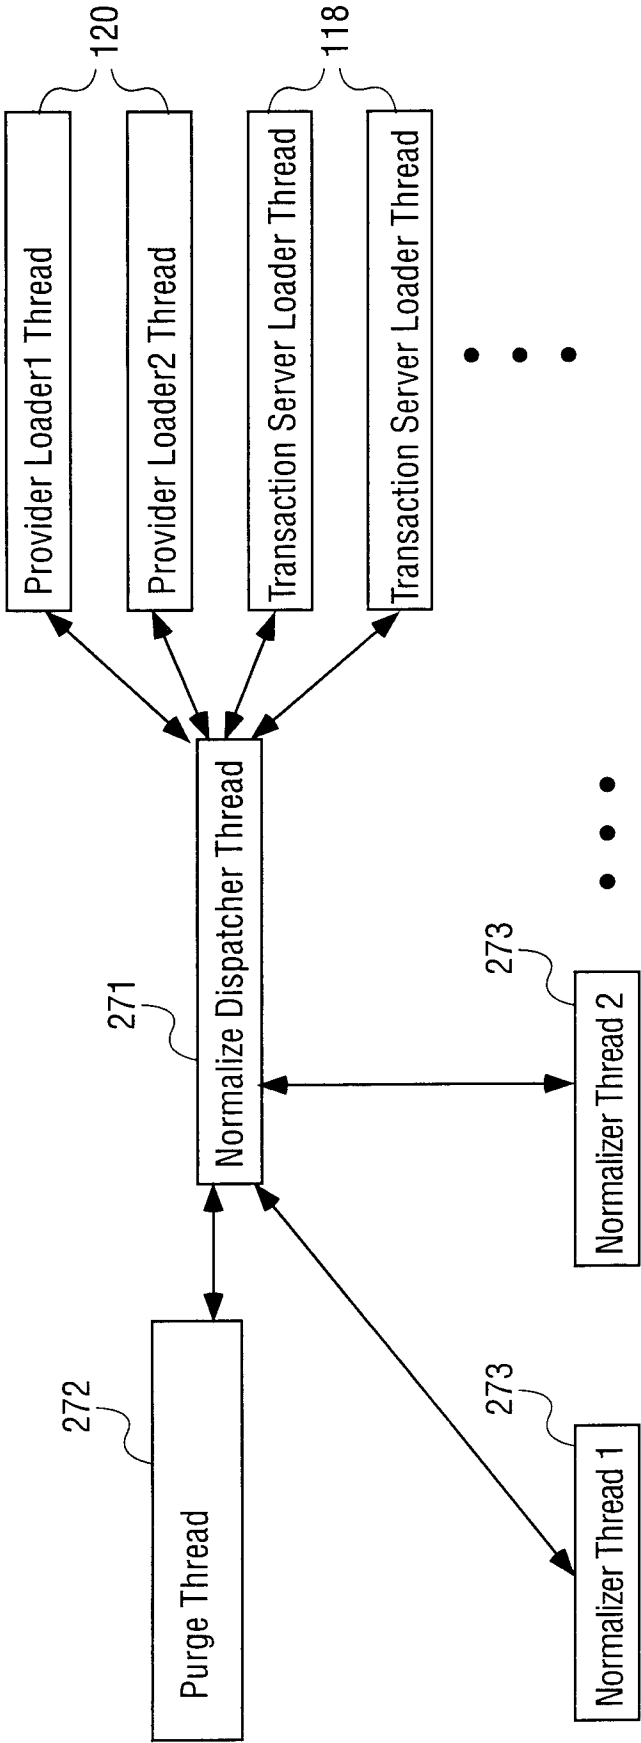 120
Provider Loader1 Thread
Provider Loader2 Thread
118
Transaction Server Loader Thread
Transaction Server Loader Thread
271
Normalize Dispatcher Thread
272
Purge Thread
273
Normalizer Thread 1
273
Normalizer Thread 2